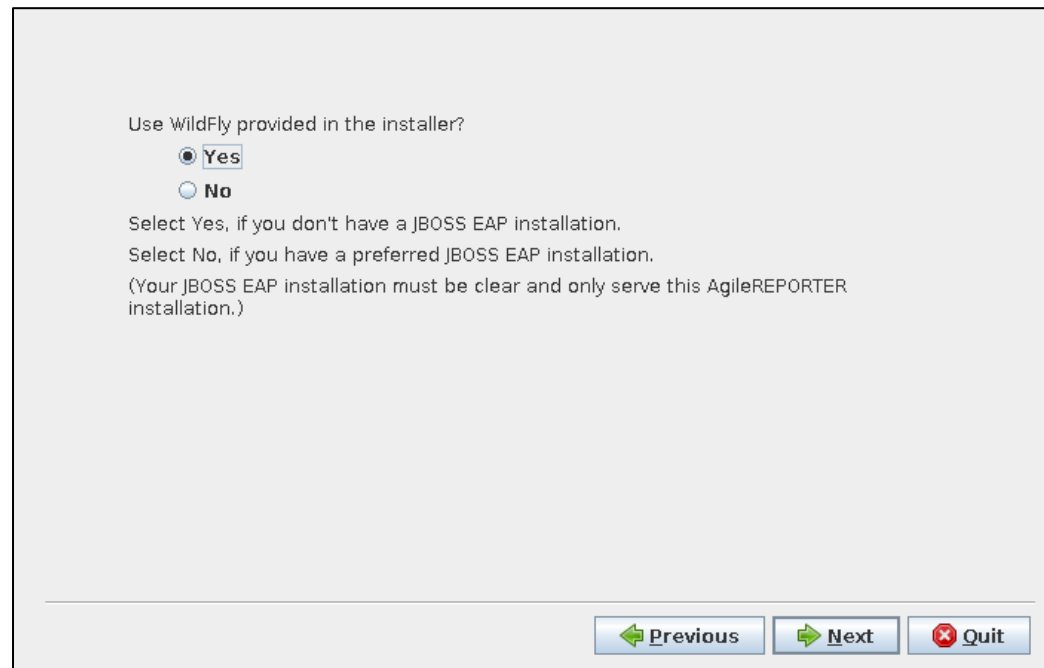 Use WildFly provided in the installer?
Yes
No
Select Yes, if you don't have a JBOSS EAP installation.
Select No, if you have a preferred JBOSS EAP installation.
(Your JBOSS EAP installation must be clear and only serve this AgileREPORTER
installation.)
Previous Next Quit